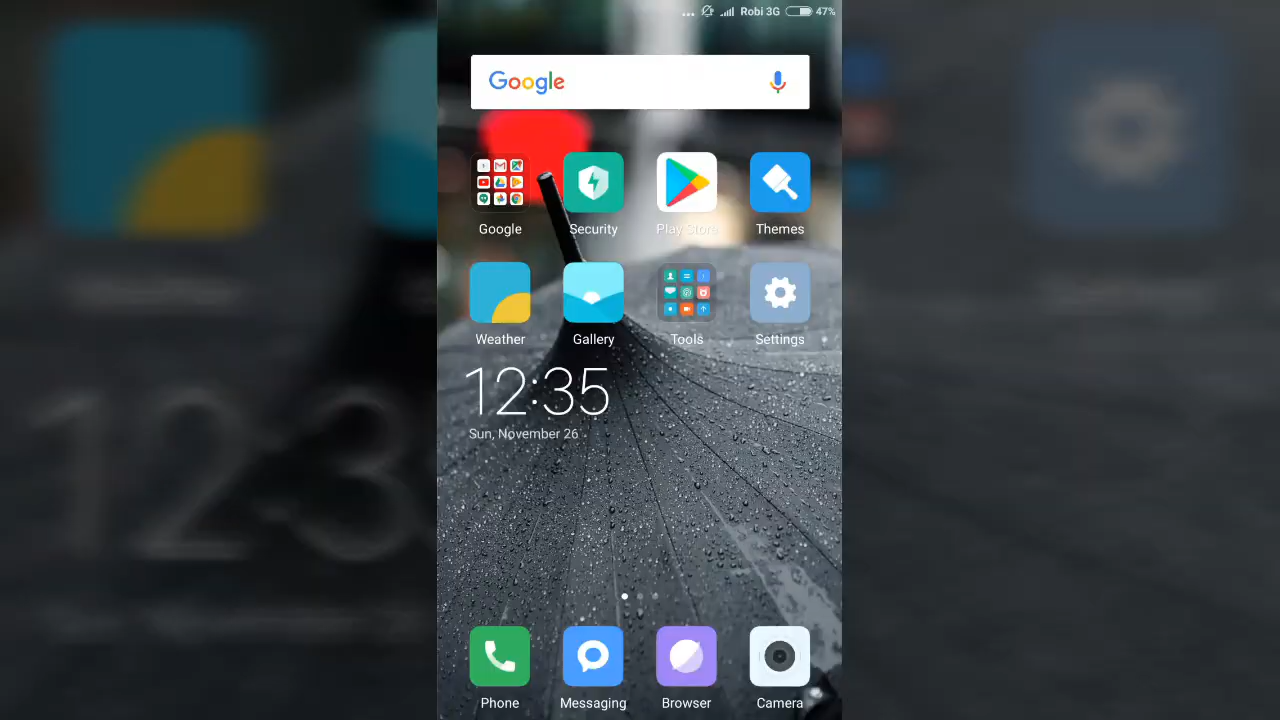 Robi 3G 47%
Google
Google Security Play Store Themes
Weather Gallery Tools Settings
12:35
Sun, November 26
Phone Messaging Browser Camera